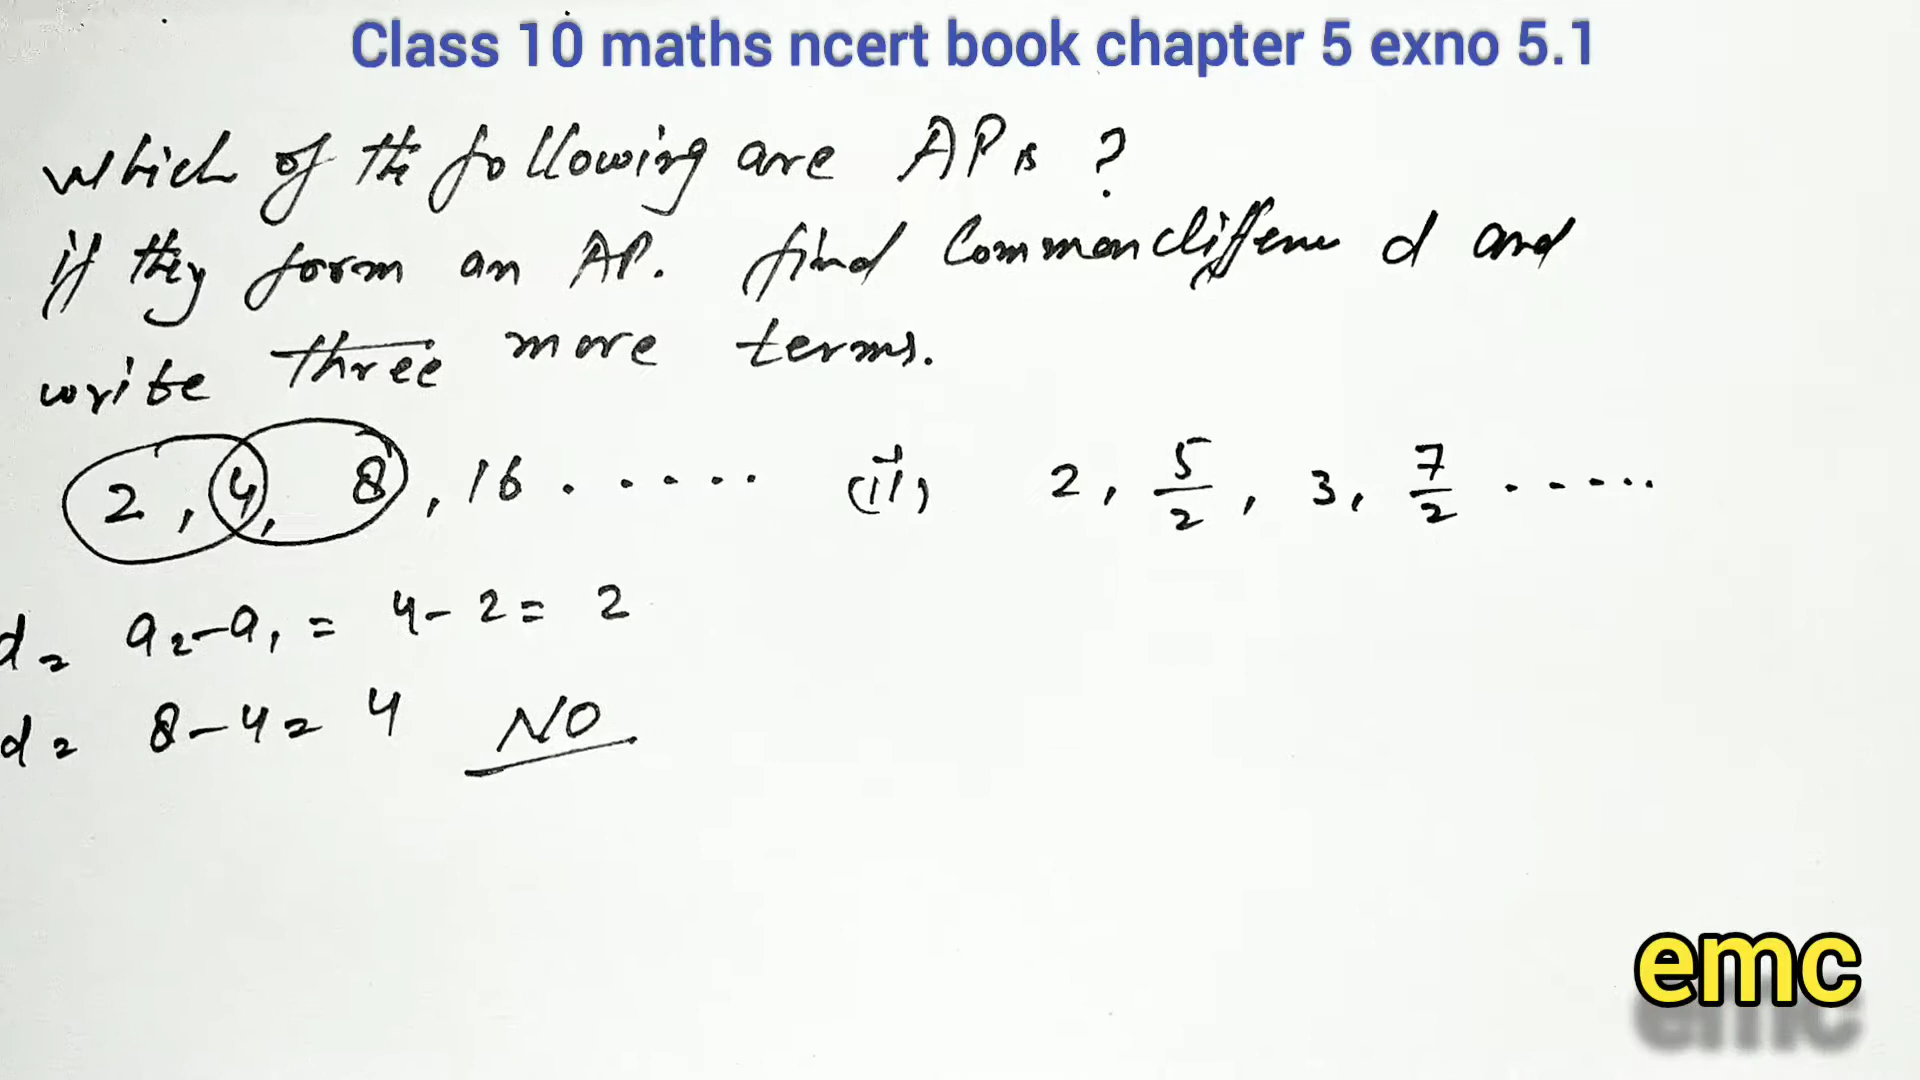 Class 10 maths ncert book chapter 5 exno 5.1
Which of the following are APs ?
if they form an AP. find Common differene d and
write three more terms.
2, 4, 8, 16 ..... (ii) 2, 5/2, 3, 7/2 .....
d = a₂-a₁ = 4-2 = 2
d = 8-4 = 4 NO
emc